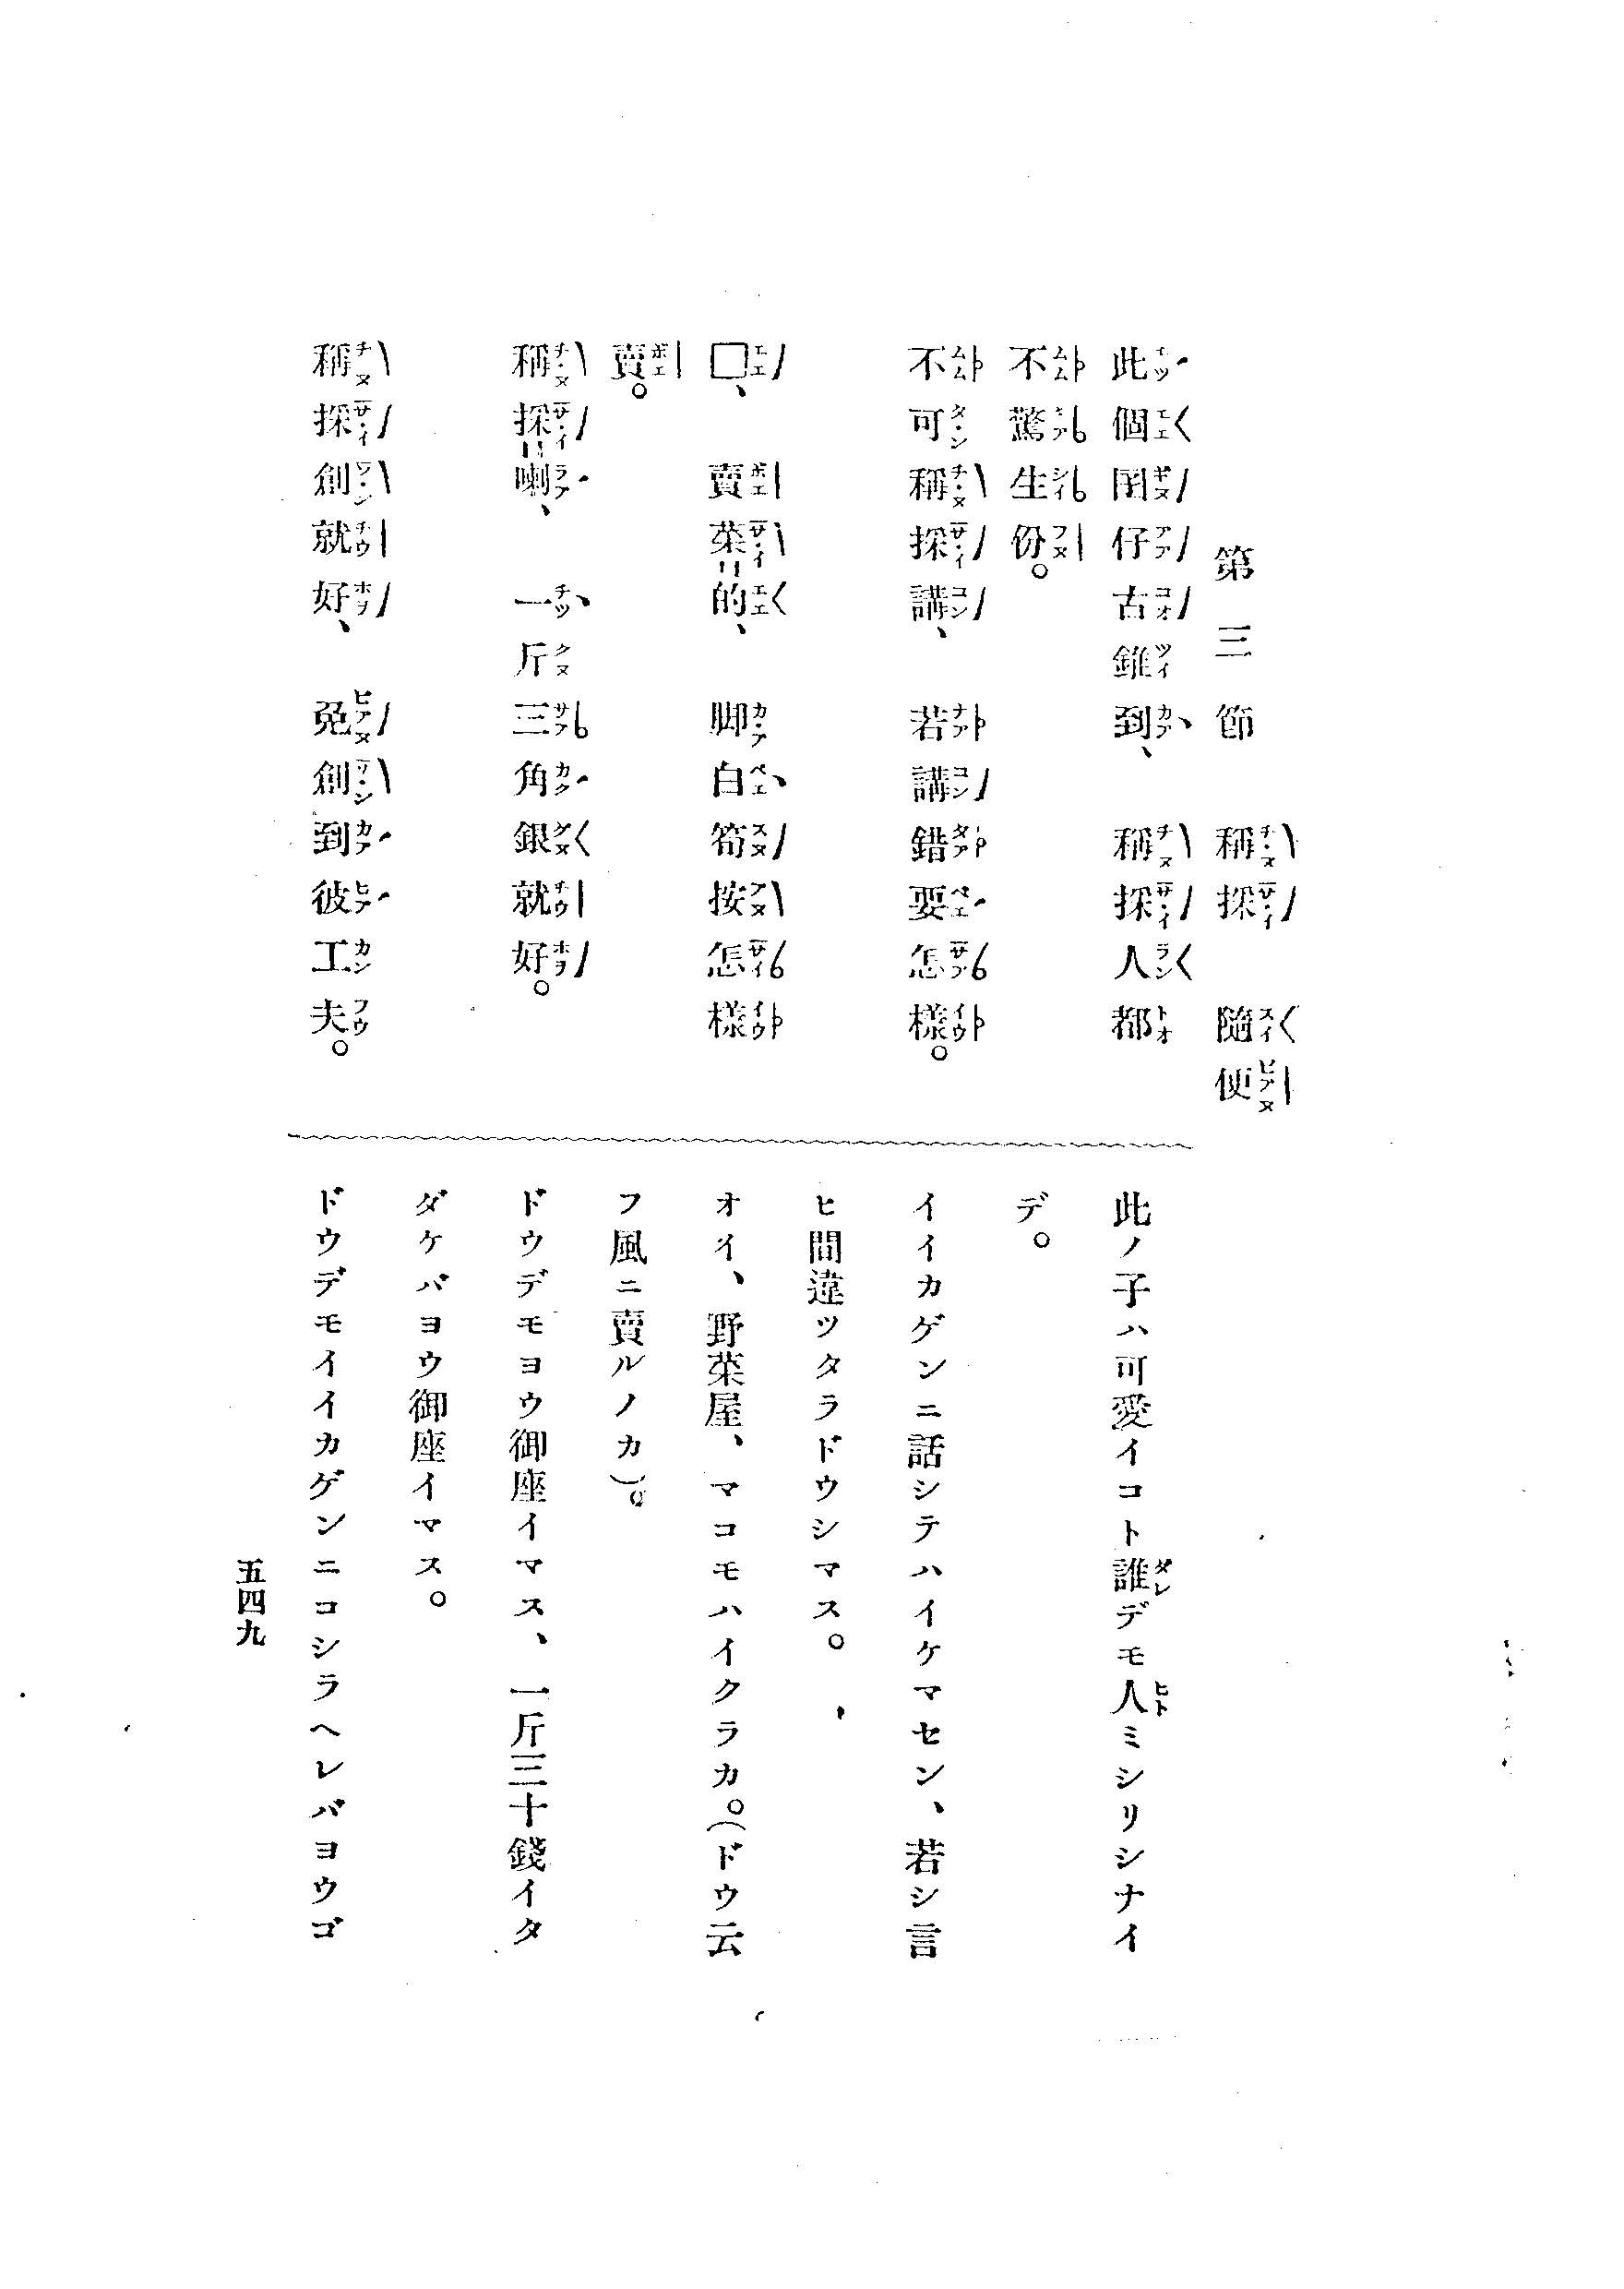 第三節　稱採　隨便
此個囝仔古錐到、稱採人都
不驚生份。
不可稱採講、若講錯要怎樣。
□、賣菜的、脚白筍按怎樣
賣。
稱採喇、一斤三角銀就好。
稱採創就好、免創到彼工夫。
此ノ子ハ可愛イコト誰デモ人ミシリシナイ
デ。
イイカゲンニ話シテハイケマセン、若シ言
ヒ間違ツタラドウシマス。
オイ、野菜屋、マコモハイクラカ。(ドウ云
フ風ニ賣ルノカ)。
ドウデモヨウ御座イマス、一斤三十錢イタ
ダケバヨウ御座イマス。
ドウデモイイカゲンニコシラヘレバヨウゴ
五四九